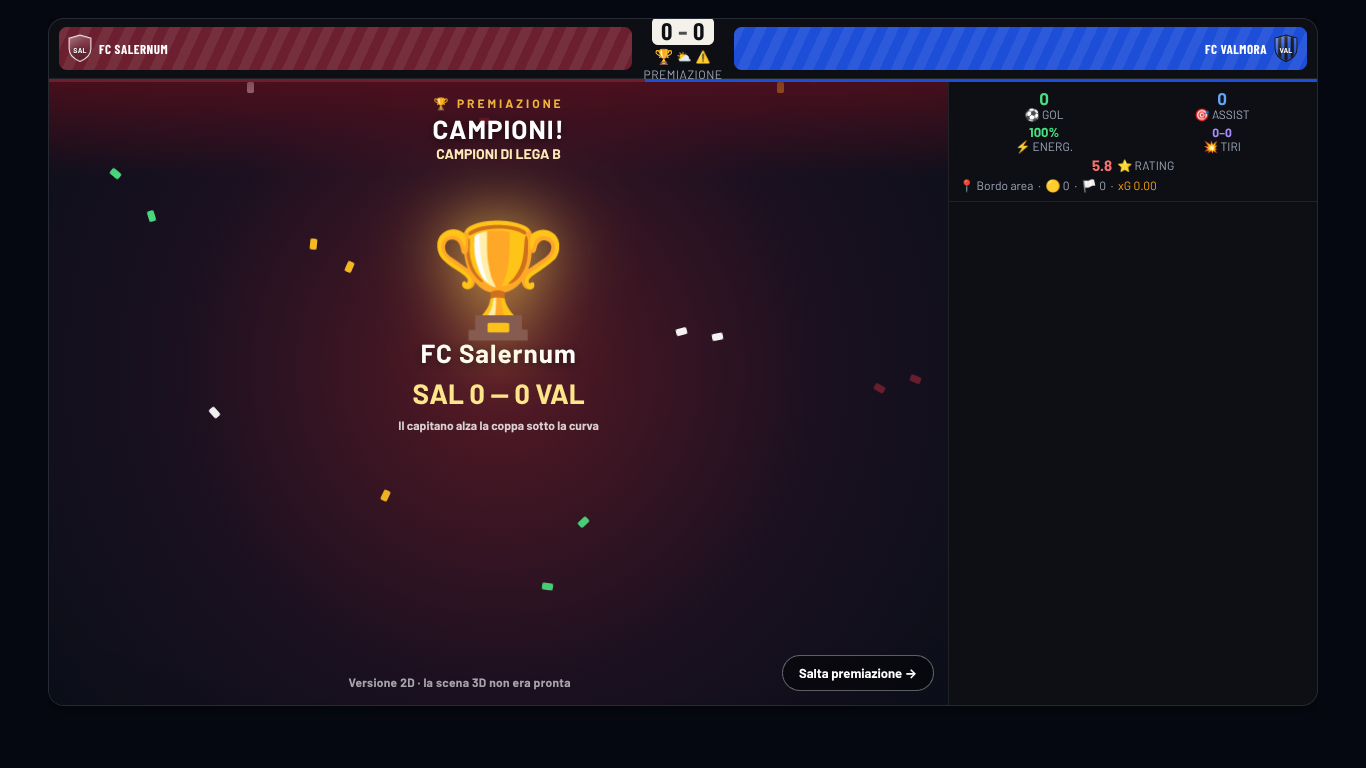 SAL FC SALERNUM
0 – 0
PREMIAZIONE
FC VALMORA VAL
PREMIAZIONE
CAMPIONI!
CAMPIONI DI LEGA B
FC Salernum
SAL 0 — 0 VAL
Il capitano alza la coppa sotto la curva
Versione 2D · la scena 3D non era pronta
Salta premiazione →
0
GOL
0
ASSIST
100%
ENERG.
0–0
TIRI
5.8 RATING
Bordo area · 0 · 0 · xG 0.00